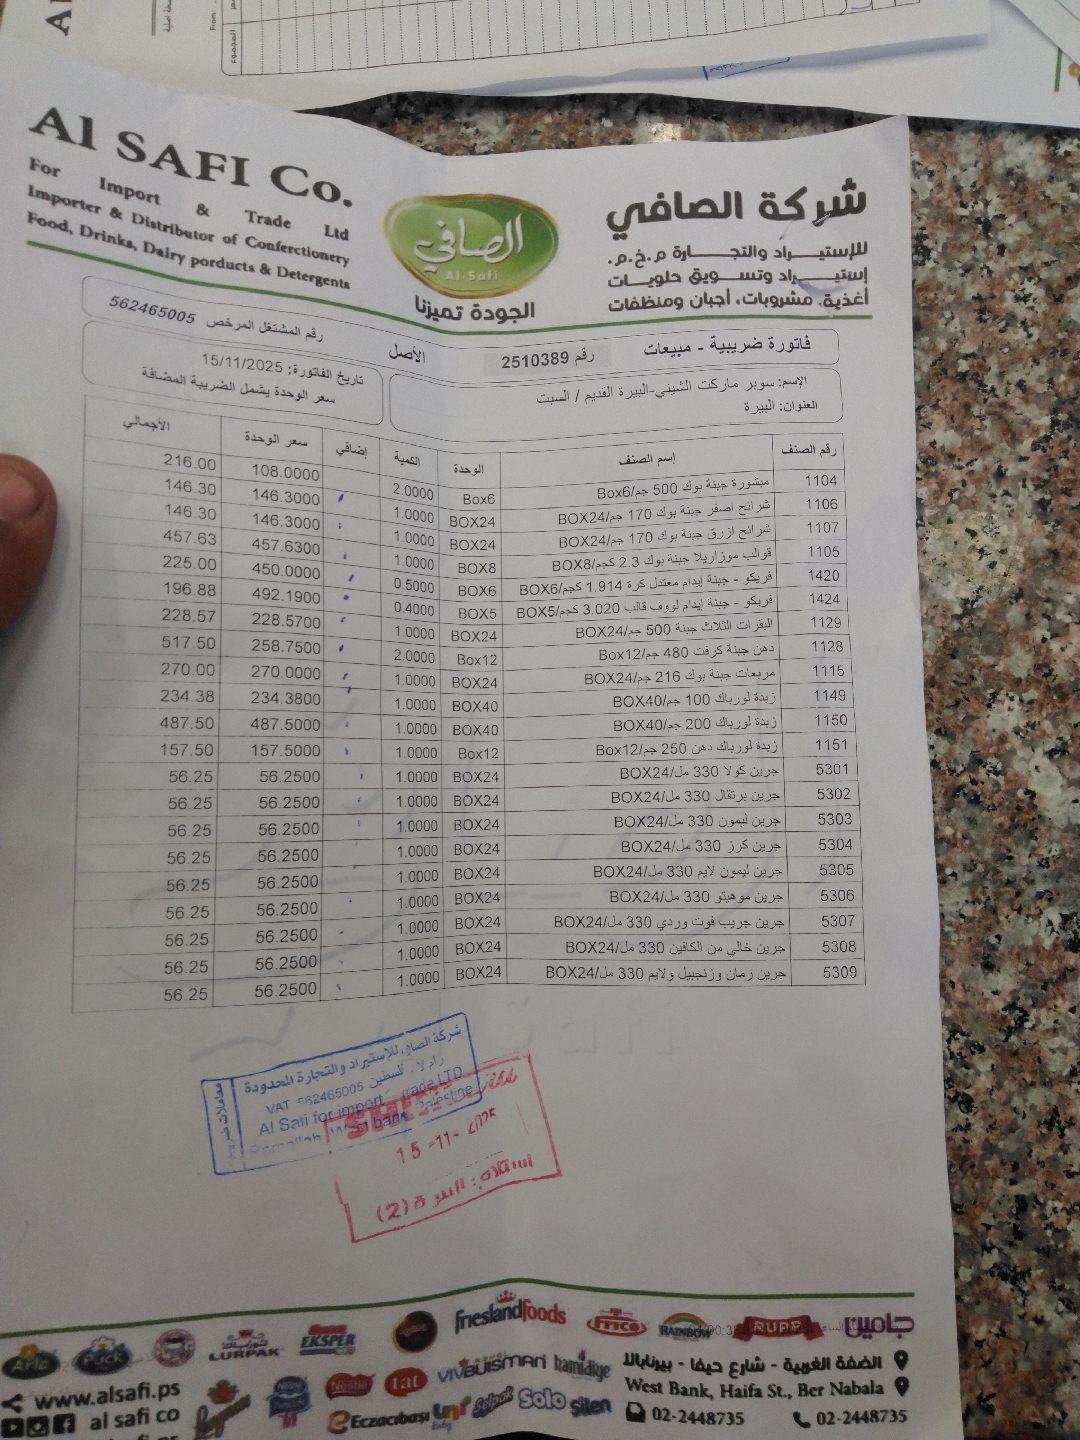 Al SAFI Co.
For Import & Trade Ltd
Importer & Distributor of Conferctionery
Food, Drinks, Dairy porducts & Detergents
الصافي
Al-Safi
الجودة تميزنا
شركة الصافي
للإستيراد والتجارة م.خ.م.
إستيراد وتسويق حلويات
أغذية، مشروبات، أجبان ومنظفات
فاتورة ضريبية - مبيعات رقم 2510389 الأصل رقم المشتغل المرخص 562465005
الإسم: سوبر ماركت الشيني-البيرة القديم / السبت
العنوان: البيرة
تاريخ الفاتورة: 15/11/2025
سعر الوحدة يشمل الضريبة المضافة
رقم الصنف إسم الصنف الوحدة الكمية إضافي سعر الوحدة الأجمالي
1104 مبشورة جبنة بوك 500 جم/Box6 Box6 2.0000 108.0000 216.00
1106 شرائح اصفر جبنة بوك 170 جم/BOX24 BOX24 1.0000 146.3000 146.30
1107 شرائح ازرق جبنة بوك 170 جم/BOX24 BOX24 1.0000 146.3000 146.30
1105 قوالب موزاريلا جبنة بوك 2.3 كجم/BOX8 BOX8 1.0000 457.6300 457.63
1420 فريكو - جبنة إيدام معتدل كرة 1.914 كجم/BOX6 BOX6 0.5000 450.0000 225.00
1424 فريكو - جبنة إيدام لووف قالب 3.020 كجم/BOX5 BOX5 0.4000 492.1900 196.88
1129 البقرات الثلاث جبنة 500 جم/BOX24 BOX24 1.0000 228.5700 228.57
1128 دهن جبنة كرفت 480 جم/Box12 Box12 2.0000 258.7500 517.50
1115 مربعات جبنة بوك 216 جم/BOX24 BOX24 1.0000 270.0000 270.00
1149 زبدة لورباك 100 جم/BOX40 BOX40 1.0000 234.3800 234.38
1150 زبدة لورباك 200 جم/BOX40 BOX40 1.0000 487.5000 487.50
1151 زبدة لورباك دهن 250 جم/Box12 Box12 1.0000 157.5000 157.50
5301 جرين كولا 330 مل/BOX24 BOX24 1.0000 56.2500 56.25
5302 جرين برتقال 330 مل/BOX24 BOX24 1.0000 56.2500 56.25
5303 جرين ليمون 330 مل/BOX24 BOX24 1.0000 56.2500 56.25
5304 جرين كرز 330 مل/BOX24 BOX24 1.0000 56.2500 56.25
5305 جرين ليمون لايم 330 مل/BOX24 BOX24 1.0000 56.2500 56.25
5306 جرين موهيتو 330 مل/BOX24 BOX24 1.0000 56.2500 56.25
5307 جرين جريب فوت وردي 330 مل/BOX24 BOX24 1.0000 56.2500 56.25
5308 جرين خالي من الكافين 330 مل/BOX24 BOX24 1.0000 56.2500 56.25
5309 جرين رمان وزنجبيل ولايم 330 مل/BOX24 BOX24 1.0000 56.2500 56.25
شركة الصافي للإستيراد والتجارة المحدودة
VAT 562465005 فلسطين
Al Safi for import trade LTD
Ramallah West bank Palestine
15-11-2025
(2)
frieslandfoods
FRICO
RAINBOW
RUPP
جامين
Arla
Puck
LURPAK
EKSPER
VIVI
BUISMAN
hamidiye
Nestle
tat
Eczacıbaşı
Selpak
Solo
Silen
www.alsafi.ps
al safi co
الضفة الغربية - شارع حيفا - بيرنابالا
West Bank, Haifa St., Ber Nabala
02-2448735 02-2448735